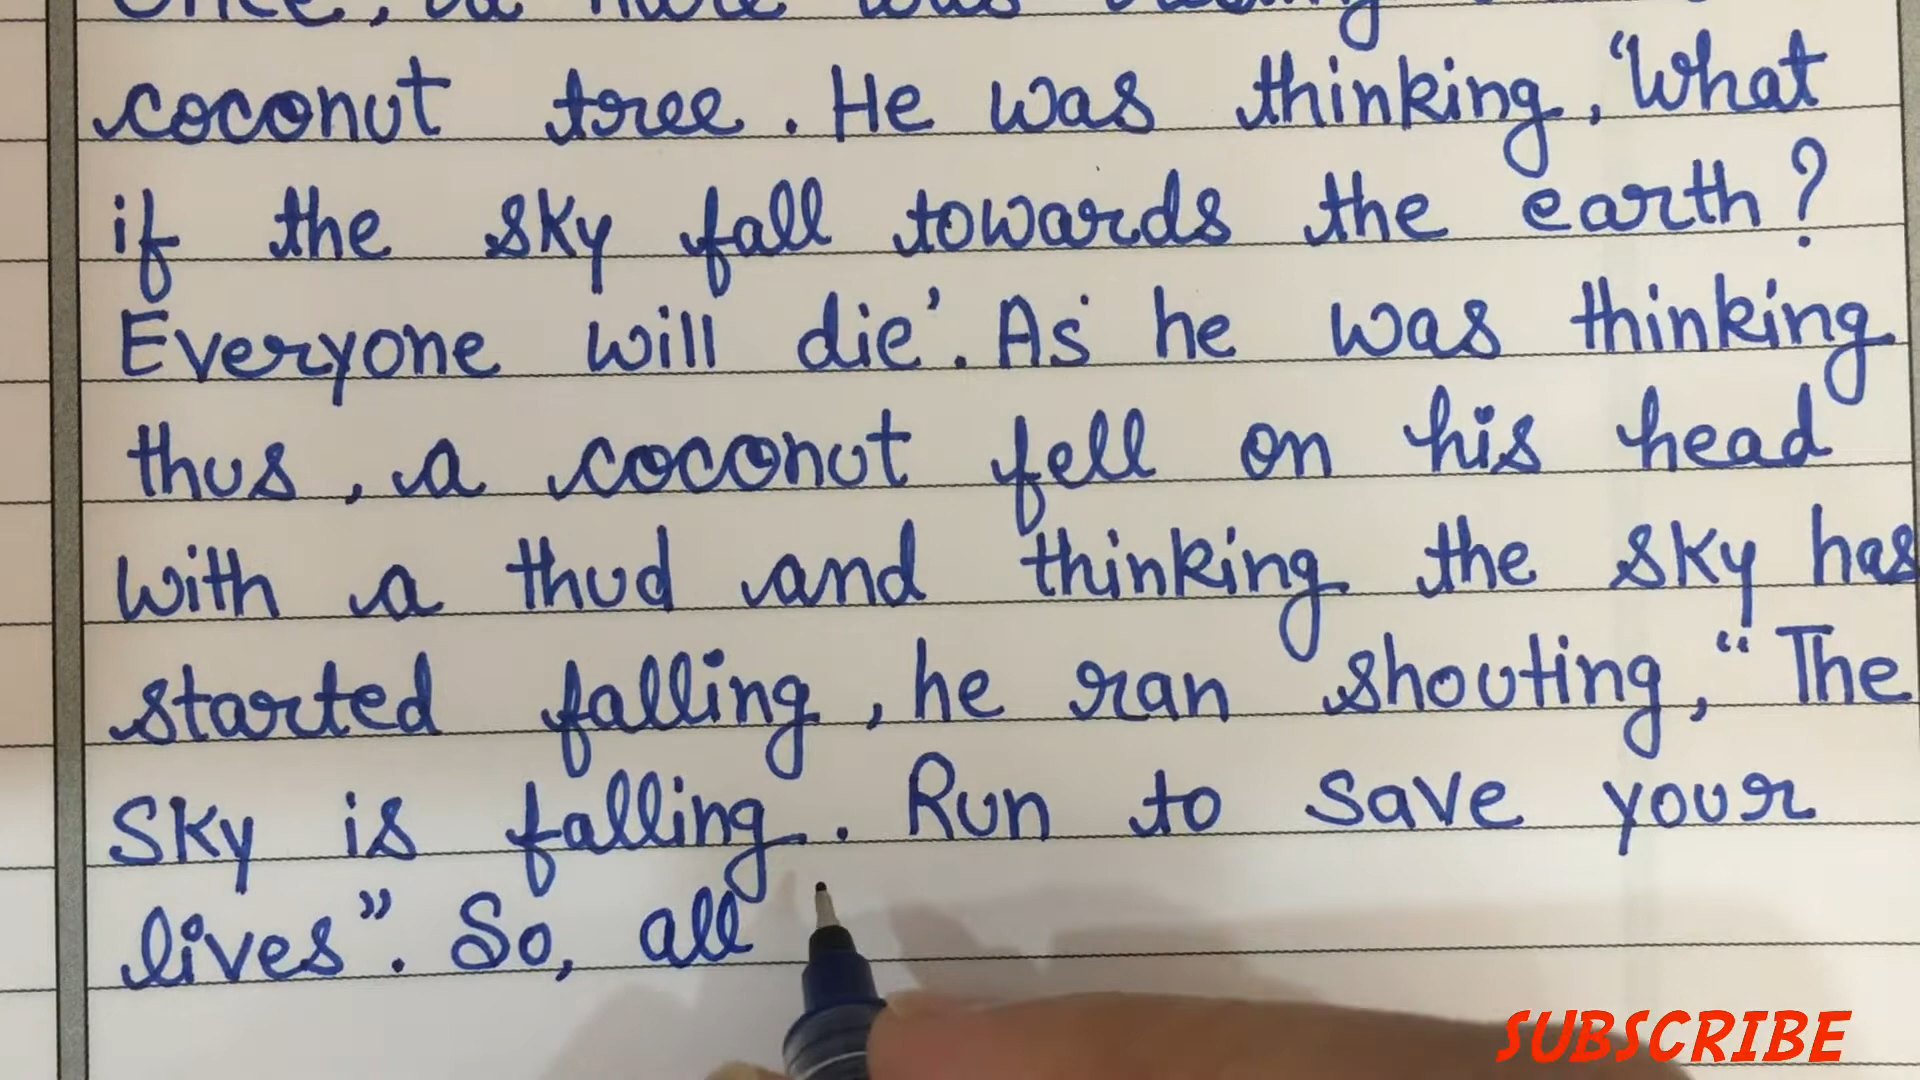 coconut tree. He was thinking, “What
if the sky fall towards the earth?
Everyone will die’. As he was thinking
thus, a coconut fell on his head
with a thud and thinking the sky has
started falling, he ran shouting, “The
Sky is falling. Run to save your
lives”. So, all
SUBSCRIBE